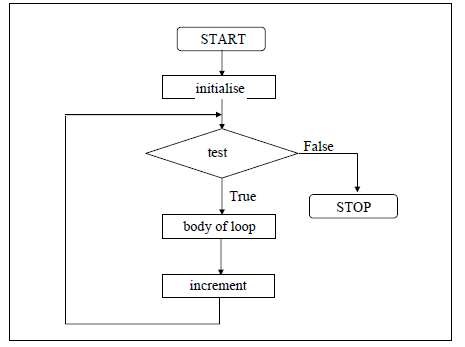 START
initialise
test
False
True
STOP
body of loop
increment